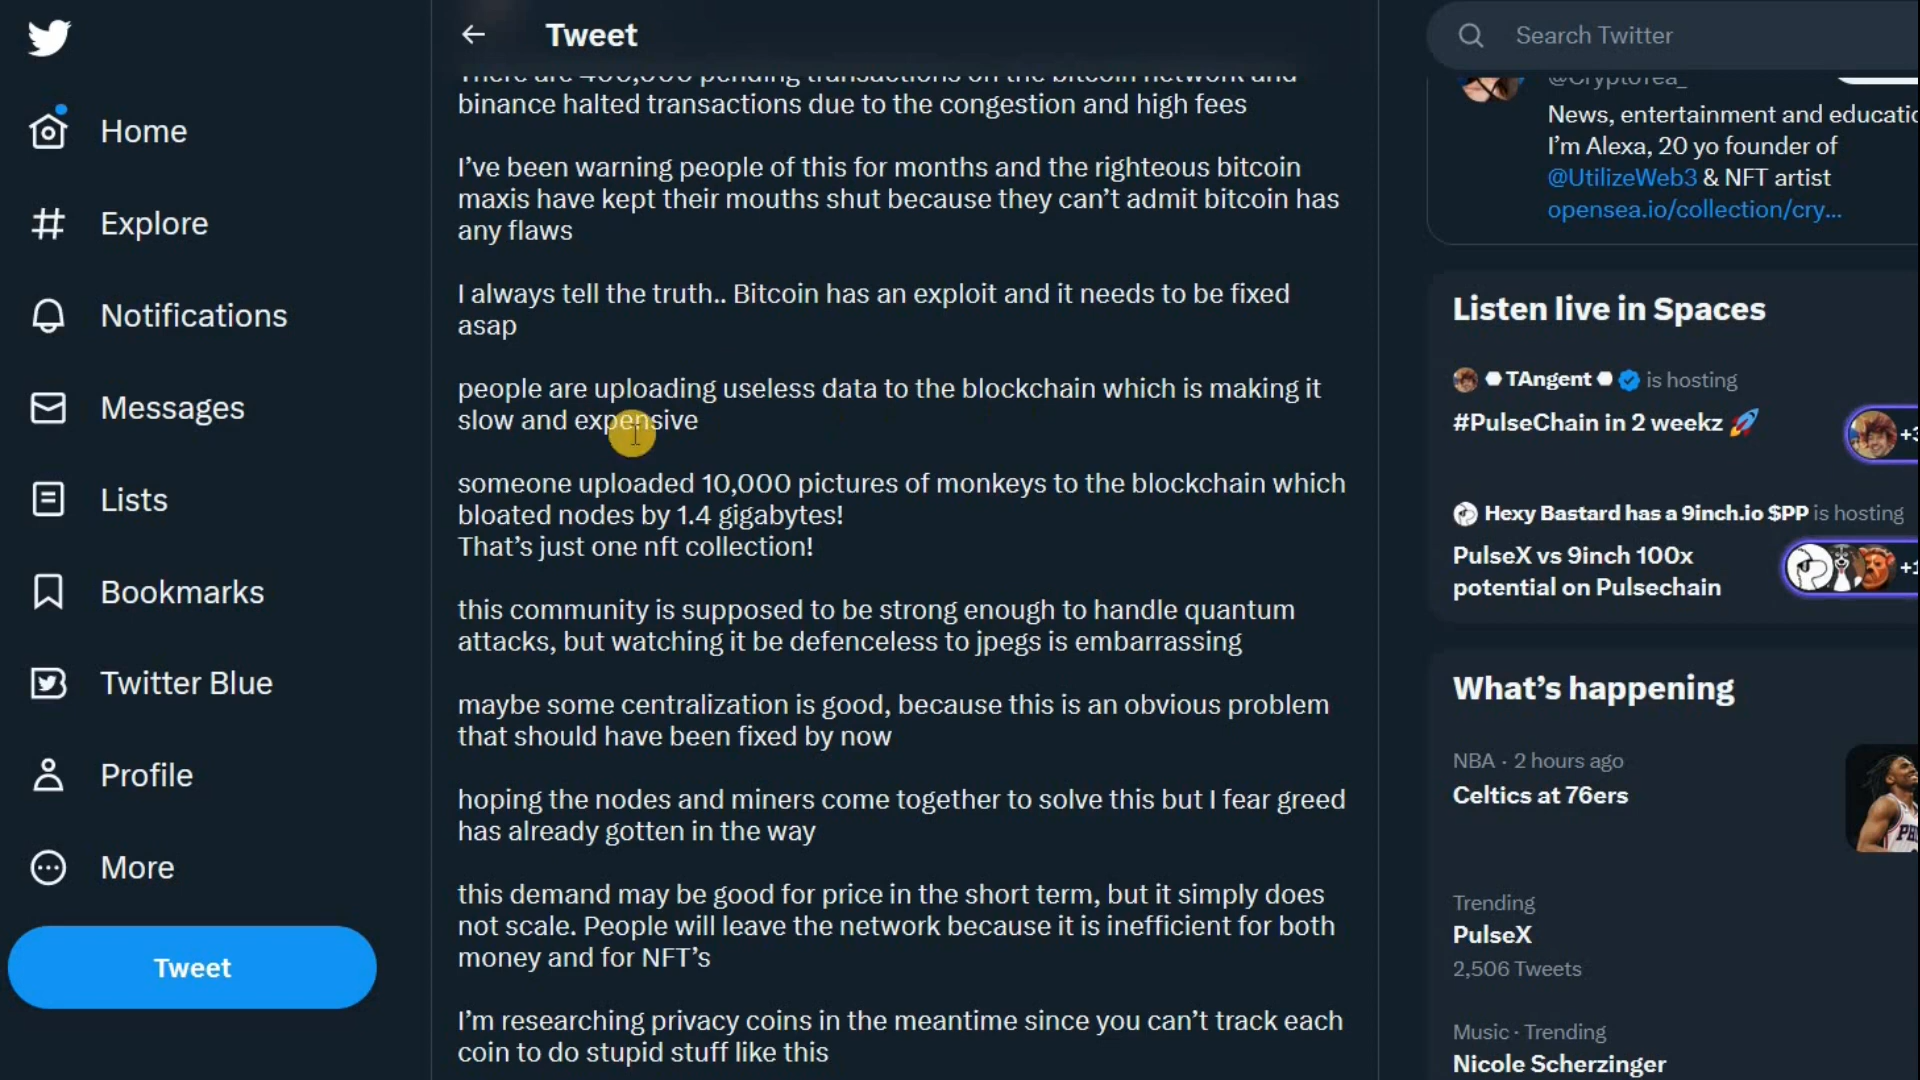 Tweet
Search Twitter
Home
Explore
Notifications
Messages
Lists
Bookmarks
Twitter Blue
Profile
More
Tweet
There are 400,000 pending transactions on the bitcoin network and
binance halted transactions due to the congestion and high fees
I’ve been warning people of this for months and the righteous bitcoin
maxis have kept their mouths shut because they can’t admit bitcoin has
any flaws
I always tell the truth.. Bitcoin has an exploit and it needs to be fixed
asap
people are uploading useless data to the blockchain which is making it
slow and expensive
someone uploaded 10,000 pictures of monkeys to the blockchain which
bloated nodes by 1.4 gigabytes!
That’s just one nft collection!
this community is supposed to be strong enough to handle quantum
attacks, but watching it be defenceless to jpegs is embarrassing
maybe some centralization is good, because this is an obvious problem
that should have been fixed by now
hoping the nodes and miners come together to solve this but I fear greed
has already gotten in the way
this demand may be good for price in the short term, but it simply does
not scale. People will leave the network because it is inefficient for both
money and for NFT’s
I’m researching privacy coins in the meantime since you can’t track each
coin to do stupid stuff like this
@CryptoTea_
News, entertainment and educatio
I’m Alexa, 20 yo founder of
@UtilizeWeb3 & NFT artist
opensea.io/collection/cry...
Listen live in Spaces
TAngent is hosting
#PulseChain in 2 weekz
+3
Hexy Bastard has a 9inch.io $PP is hosting
PulseX vs 9inch 100x
potential on Pulsechain
+1
What’s happening
NBA · 2 hours ago
Celtics at 76ers
Trending
PulseX
2,506 Tweets
Music · Trending
Nicole Scherzinger